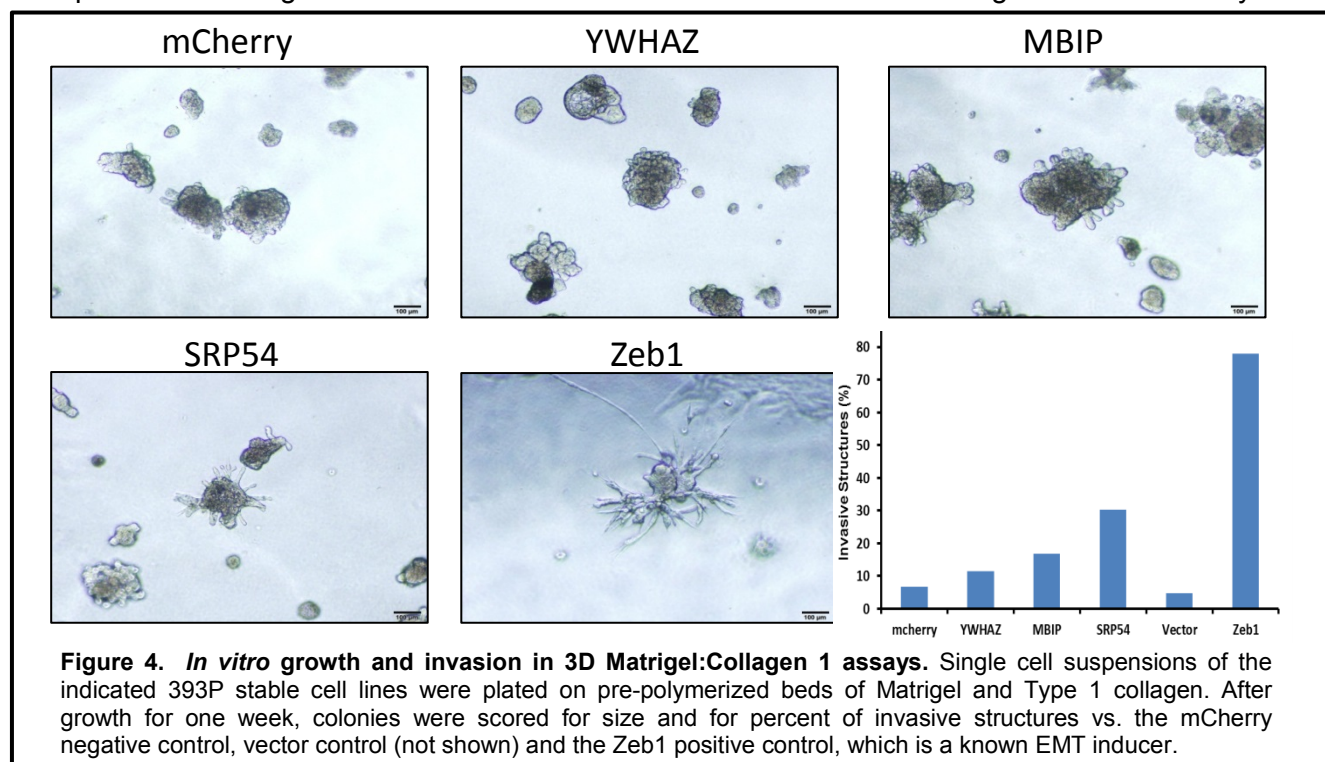 mCherry
YWHAZ
MBIP
100 µm
100 µm
100 µm
SRP54
Zeb1
100 µm
100 µm
Invasive Structures (%)
80
70
60
50
40
30
20
10
0
mcherry YWHAZ MBIP SRP54 Vector Zeb1
Figure 4. In vitro growth and invasion in 3D Matrigel:Collagen 1 assays. Single cell suspensions of the
indicated 393P stable cell lines were plated on pre-polymerized beds of Matrigel and Type 1 collagen. After
growth for one week, colonies were scored for size and for percent of invasive structures vs. the mCherry
negative control, vector control (not shown) and the Zeb1 positive control, which is a known EMT inducer.